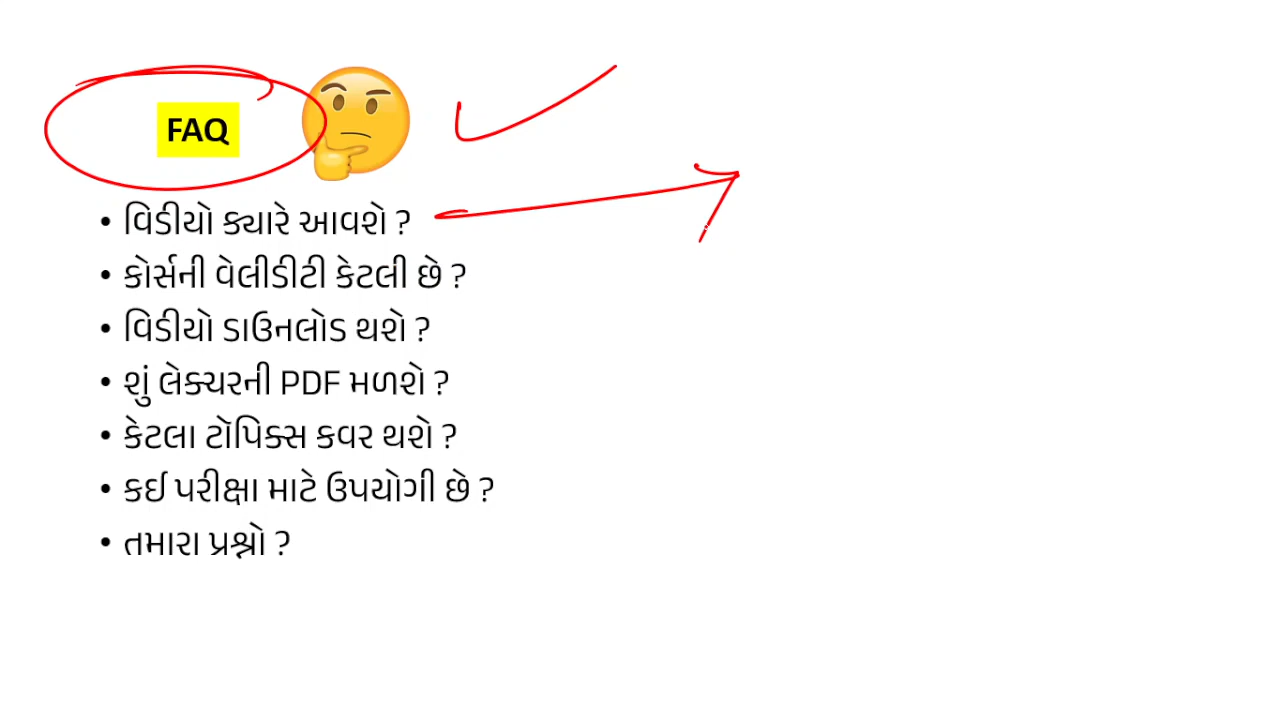 FAQ
• વિડીયો ક્યારે આવશે ?
• કોર્સની વેલીડીટી કેટલી છે ?
• વિડીયો ડાઉનલોડ થશે ?
• શું લેક્ચરની PDF મળશે ?
• કેટલા ટૉપિક્સ કવર થશે ?
• કઈ પરીક્ષા માટે ઉપયોગી છે ?
• તમારા પ્રશ્નો ?